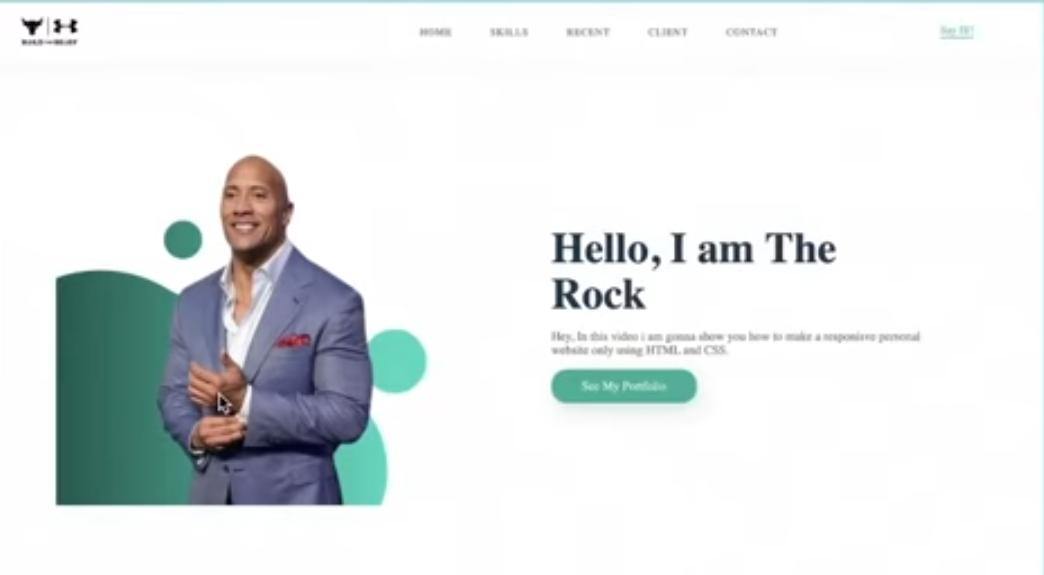 HOME SKILLS RECENT CLIENT CONTACT Say Hi!
Hello, I am The
Rock
Hey, In this video i am gonna show you how to make a responsive personal
website only using HTML and CSS.
See My Portfolio